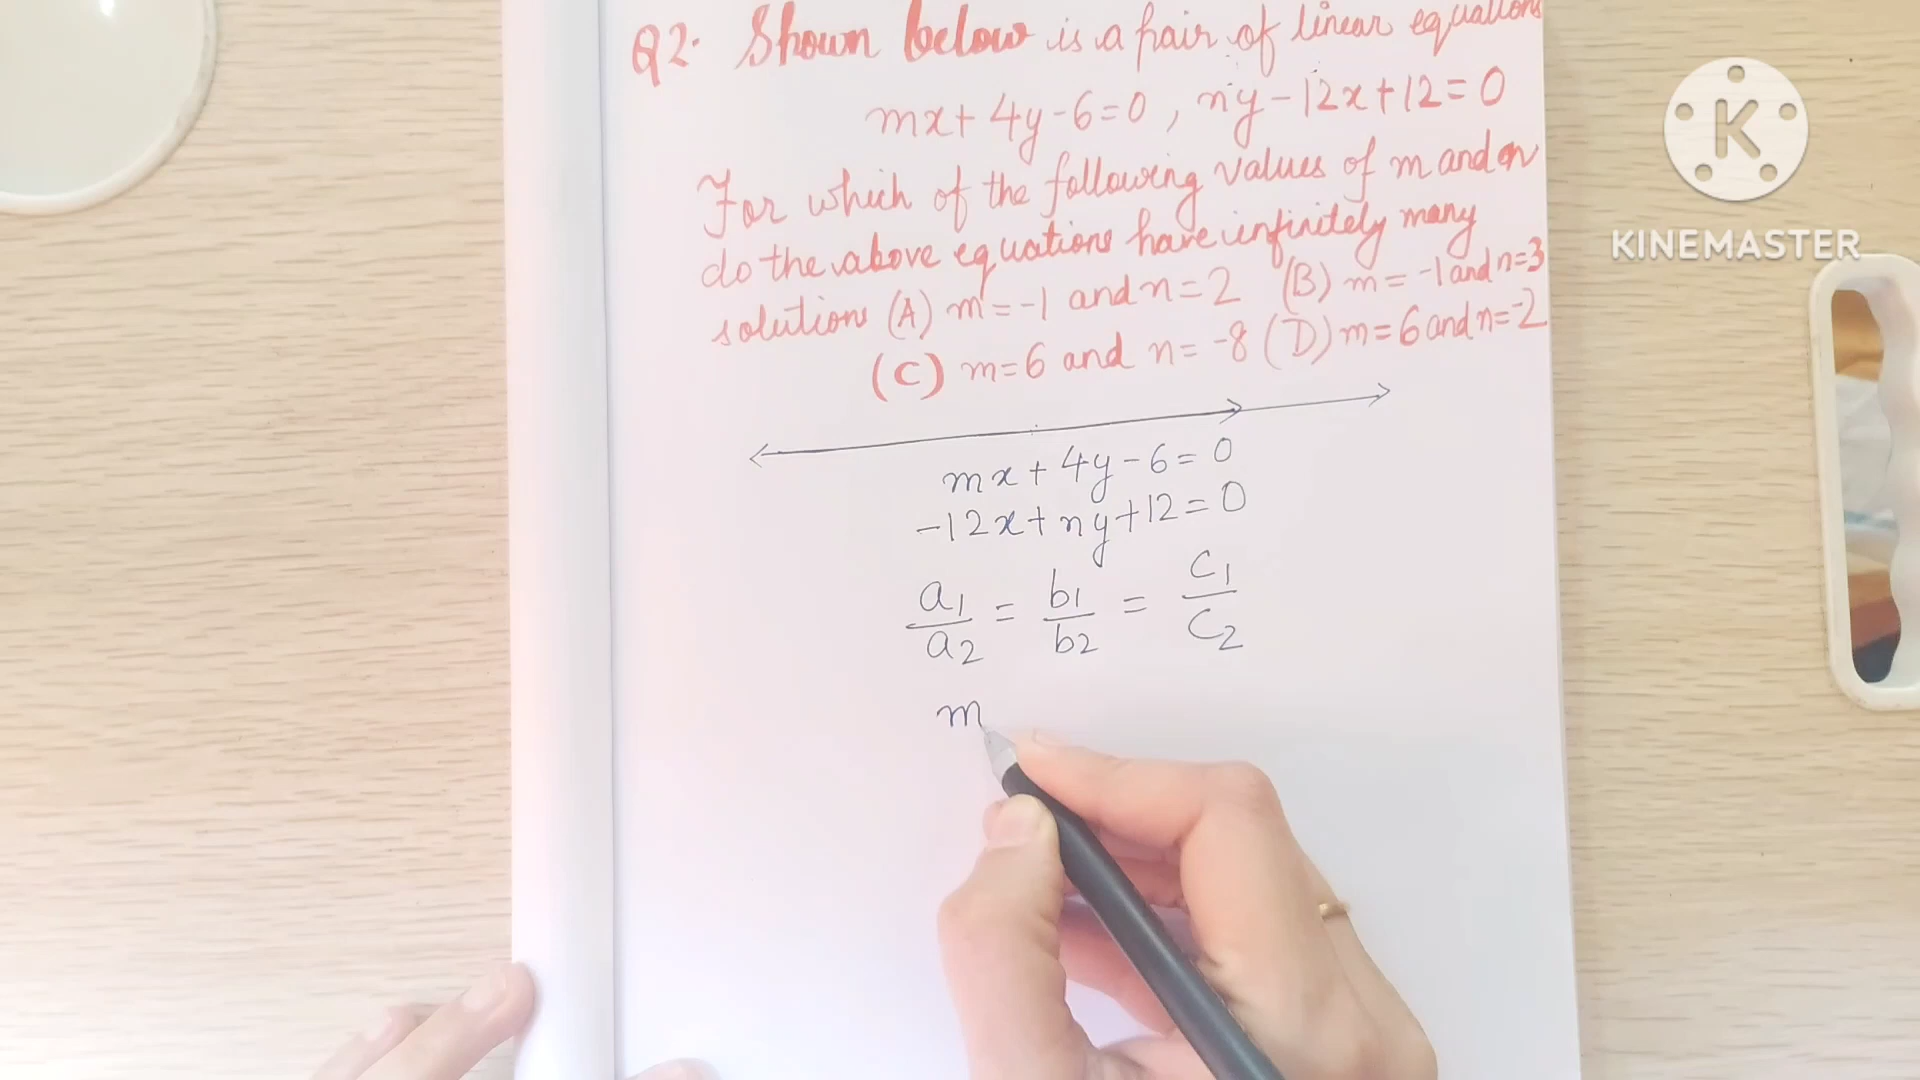 Q2. Shown below is a pair of linear equations
mx+4y-6=0, ny-12x+12=0
For which of the following values of m and n
do the above equations have infinitely many
solutions (A) m=-1 and n=2 (B) m=-1 and n=3
(C) m=6 and n=-8 (D) m=6 and n=-2
mx+4y-6=0
-12x+ny+12=0
a1/a2 = b1/b2 = c1/c2
m
KINEMASTER